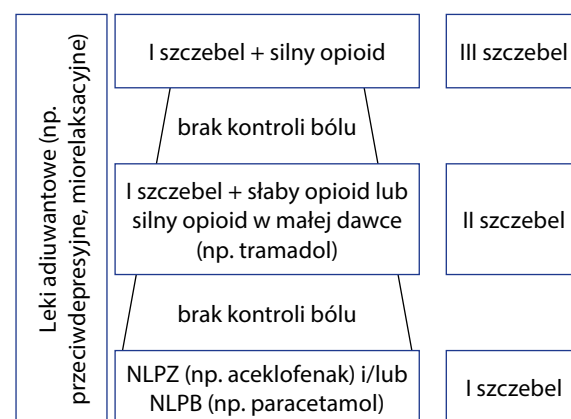 Leki adiuwantowe (np.
przeciwdepresyjne, miorelaksacyjne)
I szczebel + silny opioid
III szczebel
brak kontroli bólu
I szczebel + słaby opioid lub
silny opioid w małej dawce
(np. tramadol)
II szczebel
brak kontroli bólu
NLPZ (np. aceklofenak) i/lub
NLPB (np. paracetamol)
I szczebel